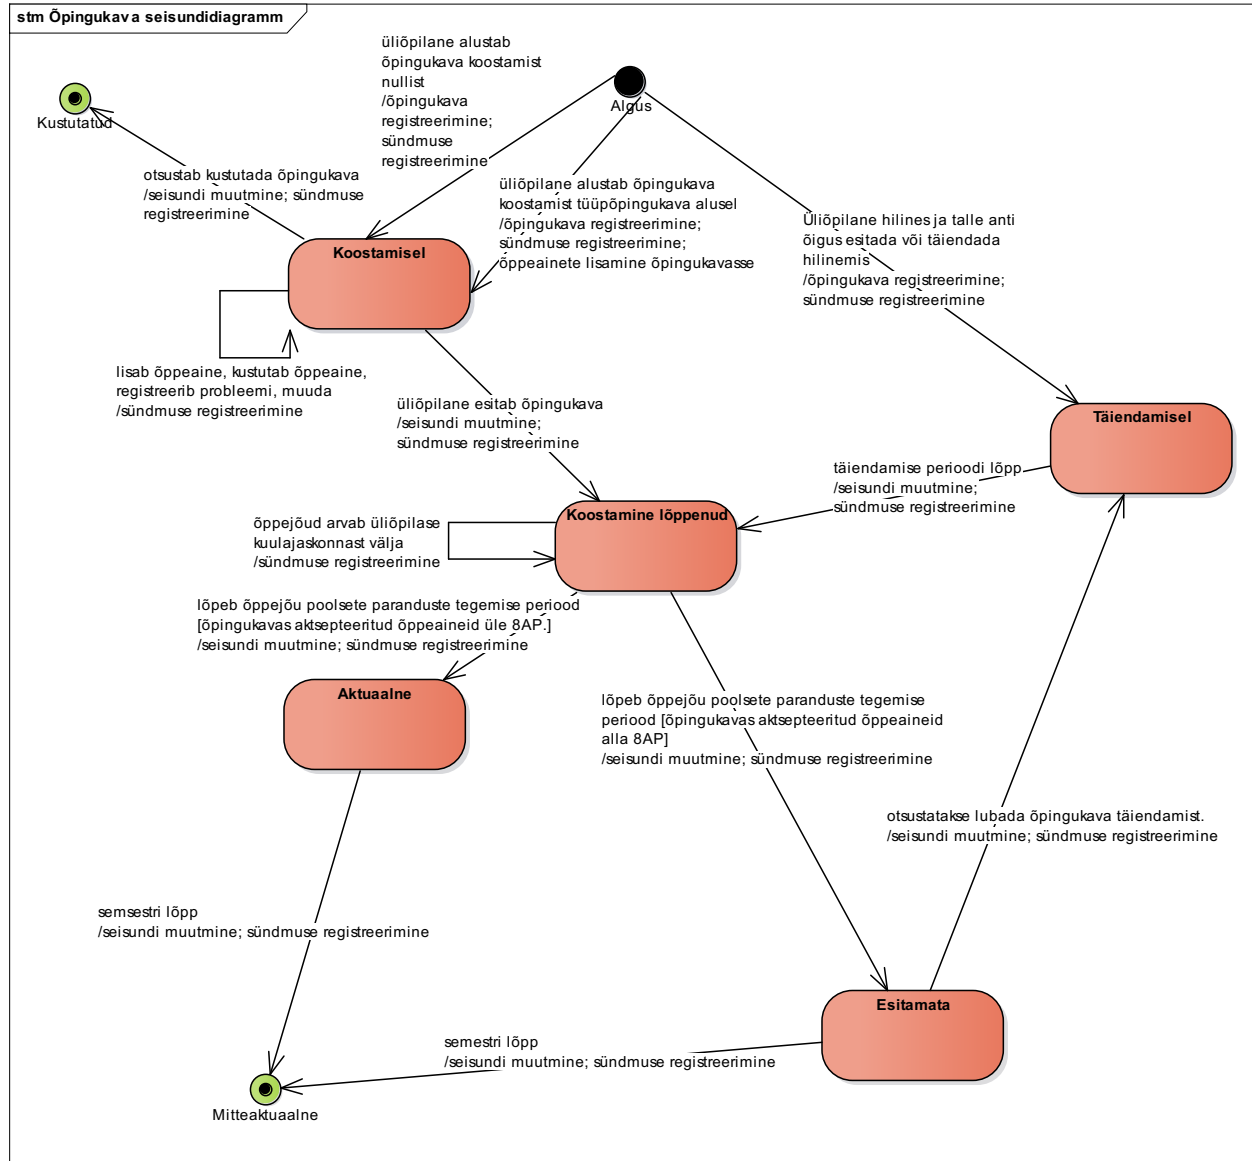 stm Õpingukava seisundidiagramm
üliõpilane alustab
õpingukava koostamist
nullist
/õpingukava
registreerimine;
sündmuse
registreerimine
Algus
Kustutatud
otsustab kustutada õpingukava
/seisundi muutmine; sündmuse
registreerimine
üliõpilane alustab õpingukava
koostamist tüüpõpingukava alusel
/õpingukava registreerimine;
sündmuse registreerimine;
õppeainete lisamine õpingukavasse
Üliõpilane hilines ja talle anti
õigus esitada või täiendada
hilinemis
/õpingukava registreerimine;
sündmuse registreerimine
Koostamisel
lisab õppeaine, kustutab õppeaine,
registreerib probleemi, muuda
/sündmuse registreerimine
üliõpilane esitab õpingukava
/seisundi muutmine;
sündmuse registreerimine
Täiendamisel
täiendamise perioodi lõpp
/seisundi muutmine;
sündmuse registreerimine
Koostamine lõppenud
õppejõud arvab üliõpilase
kuulajaskonnast välja
/sündmuse registreerimine
lõpeb õppejõu poolsete paranduste tegemise periood
[õpingukavas aktsepteeritud õppeaineid üle 8AP.]
/seisundi muutmine; sündmuse registreerimine
Aktuaalne
lõpeb õppejõu poolsete paranduste tegemise
periood [õpingukavas aktsepteeritud õppeaineid
alla 8AP]
/seisundi muutmine; sündmuse registreerimine
otsustatakse lubada õpingukava täiendamist.
/seisundi muutmine; sündmuse registreerimine
semsestri lõpp
/seisundi muutmine; sündmuse registreerimine
Esitamata
semestri lõpp
/seisundi muutmine; sündmuse registreerimine
Mitteaktuaalne